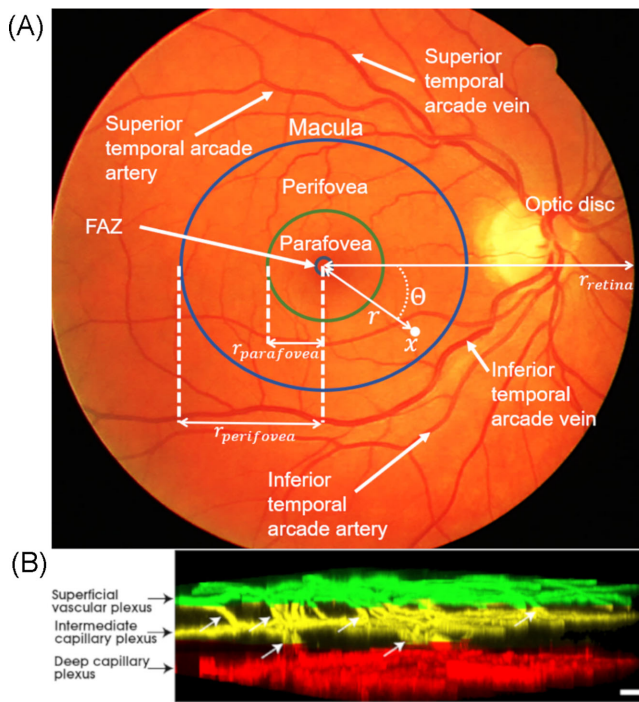 (A)
Superior
temporal
arcade vein
Superior
temporal arcade
artery
Macula
Perifovea
FAZ
Parafovea
Optic disc
r_retina
Θ
r
x
r_parafovea
r_perifovea
Inferior
temporal
arcade vein
Inferior
temporal
arcade artery
(B)
Superficial
vascular plexus
Intermediate
capillary plexus
Deep capillary
plexus